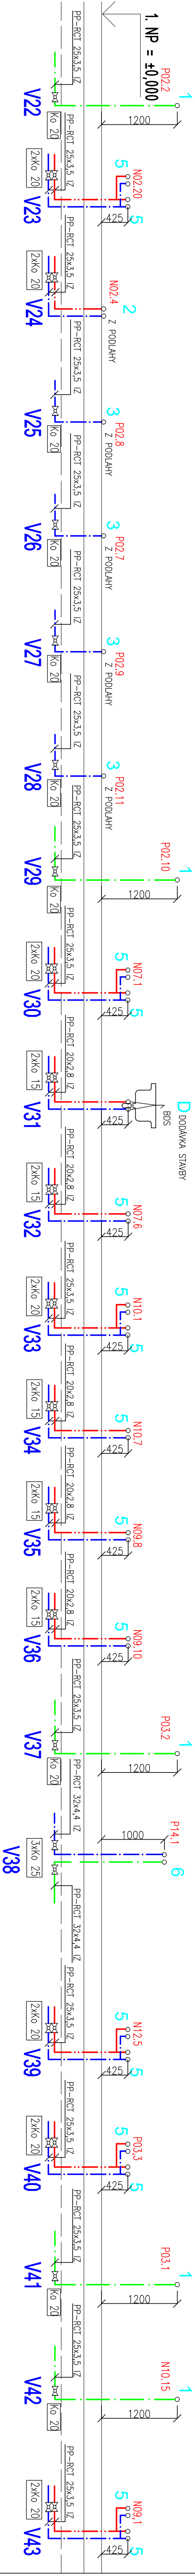 1. NP = ±0,000
P02.2
1
1200
PP-RCT 25x3,5 IZ
Ko 20
V22
N02.20
5
5
425
PP-RCT 25x3,5 IZ
2xKo 20
V23
N02.4
2
Z PODLAHY
PP-RCT 25x3,5 IZ
2xKo 20
V24
P02.8
3
Z PODLAHY
PP-RCT 25x3,5 IZ
Ko 20
V25
P02.7
3
Z PODLAHY
PP-RCT 25x3,5 IZ
Ko 20
V26
P02.9
3
Z PODLAHY
PP-RCT 25x3,5 IZ
Ko 20
V27
P02.11
3
Z PODLAHY
PP-RCT 25x3,5 IZ
Ko 20
V28
P02.10
1
1200
PP-RCT 25x3,5 IZ
Ko 20
V29
N07.1
5
5
425
PP-RCT 25x3,5 IZ
2xKo 20
V30
D DODÁVKA STAVBY
BDS
425
PP-RCT 20x2,8 IZ
2xKo 15
V31
N07.6
5
425
PP-RCT 20x2,8 IZ
2xKo 15
V32
N10.1
5
5
425
PP-RCT 25x3,5 IZ
2xKo 20
V33
N10.7
5
425
PP-RCT 20x2,8 IZ
2xKo 15
V34
N09.8
5
425
PP-RCT 20x2,8 IZ
2xKo 15
V35
N09.10
5
425
PP-RCT 20x2,8 IZ
2xKo 15
V36
P03.2
1
1200
PP-RCT 25x3,5 IZ
Ko 20
V37
P14.1
6
1000
PP-RCT 32x4,4 IZ
PP-RCT 32x4,4 IZ
3xKo 25
V38
N12.5
5
5
425
PP-RCT 25x3,5 IZ
2xKo 20
V39
P03.3
5
5
425
PP-RCT 25x3,5 IZ
2xKo 20
V40
P03.1
1
1200
PP-RCT 25x3,5 IZ
Ko 20
V41
N10.15
1
1200
PP-RCT 25x3,5 IZ
Ko 20
V42
N09.1
5
5
425
PP-RCT 25x3,5 IZ
2xKo 20
V43